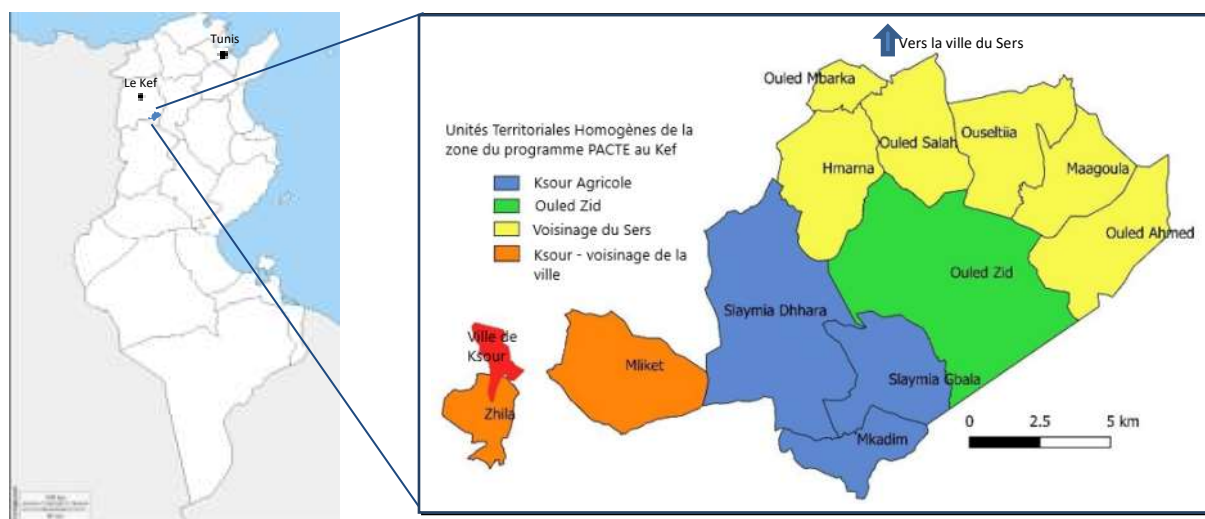 Tunis
Le Kef
Vers la ville du Sers
Ouled Mbarka
Unités Territoriales Homogènes de la
zone du programme PACTE au Kef
Ksour Agricole
Ouled Zid
Voisinage du Sers
Ksour - voisinage de la
ville
Ouled Salah
Ouseltiia
Hmarna
Maagoula
Ouled Ahmed
Ouled Zid
Slaymia Dhhara
Ville de
Ksour
Mliket
Slaymia Gbala
Zhila
Mkadim
0 2.5 5 km